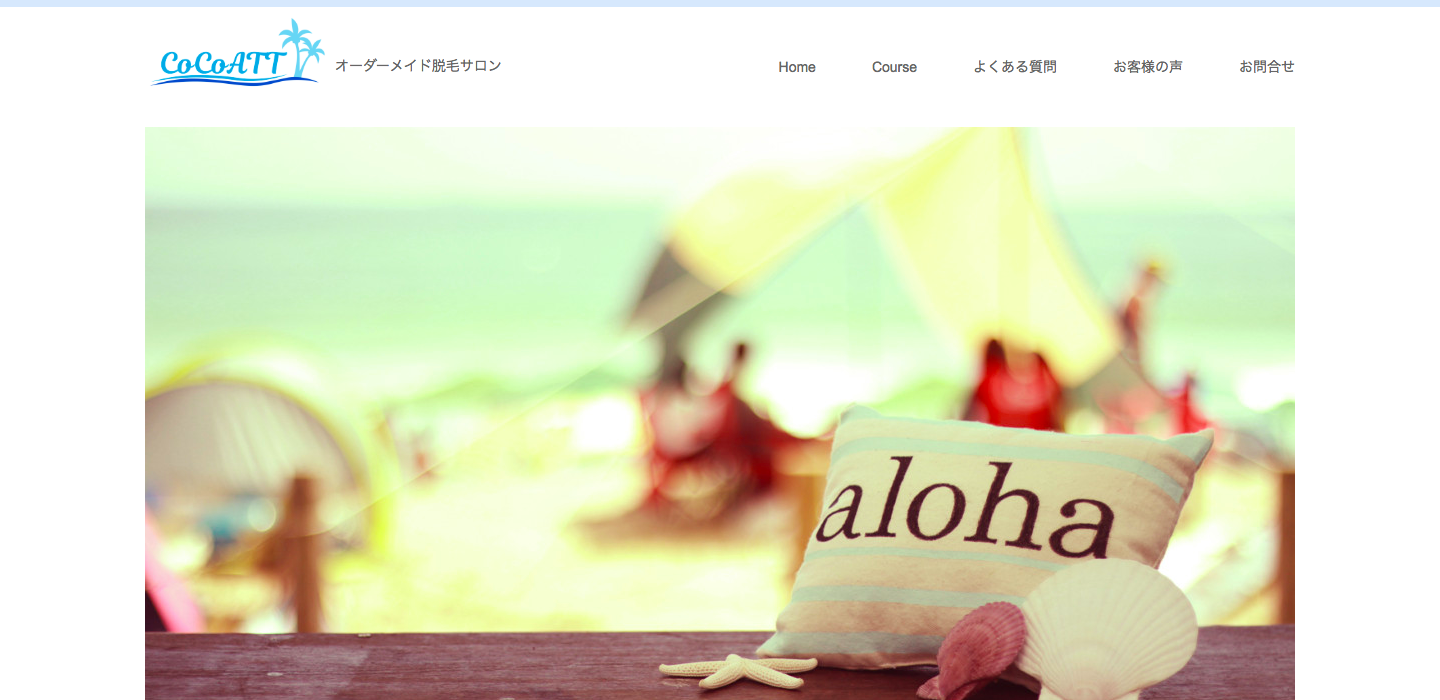 CoCoATT
オーダーメイド脱毛サロン
Home
Course
よくある質問
お客様の声
お問合せ
aloha